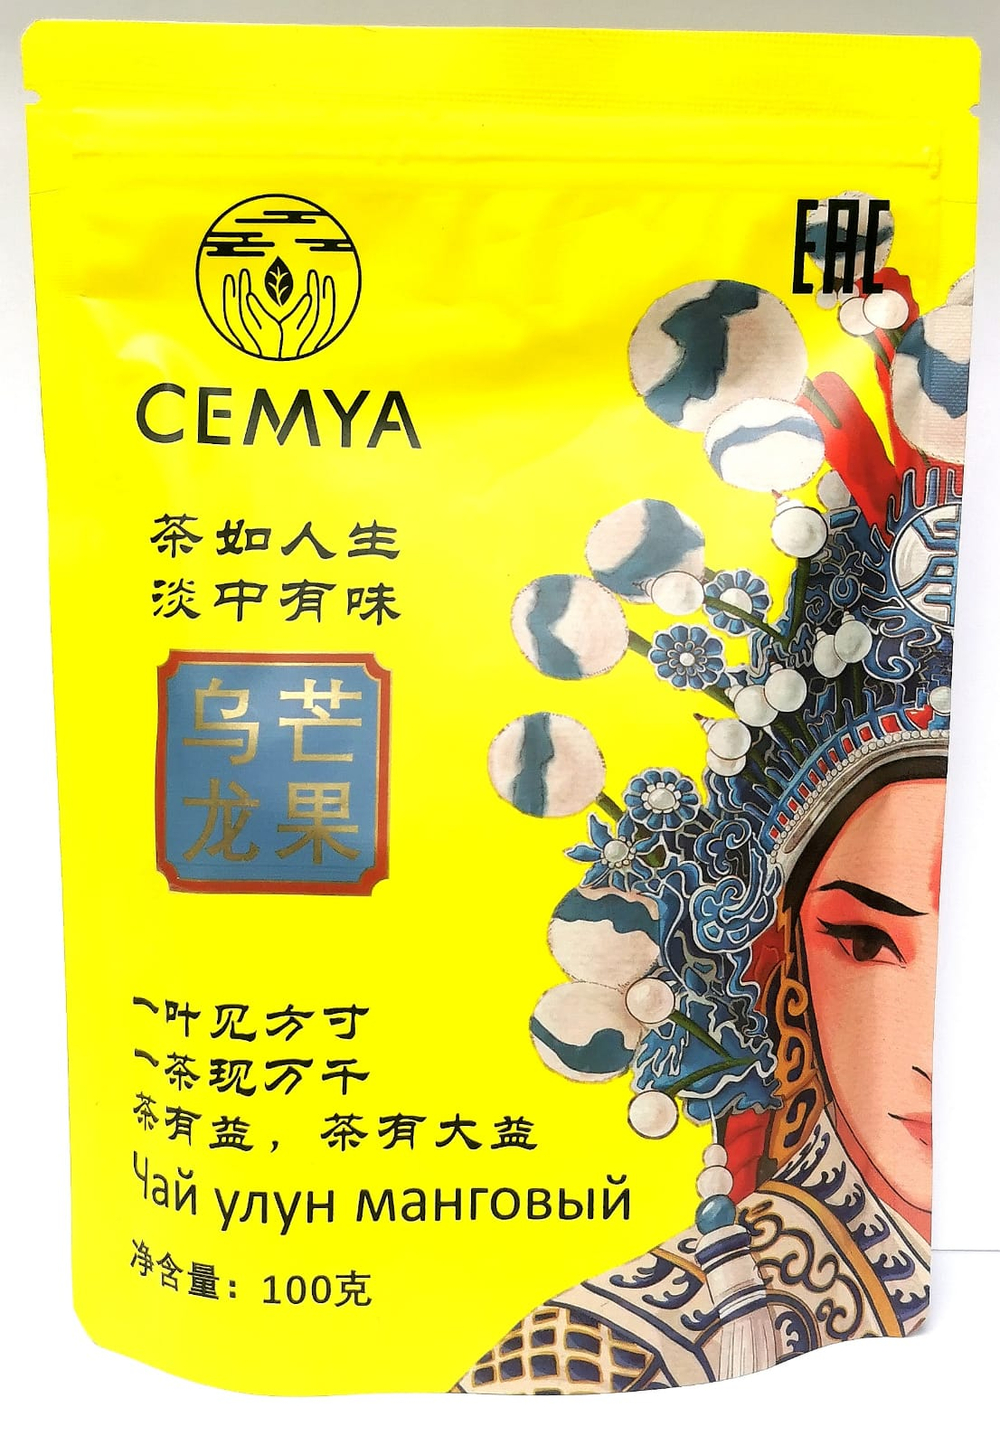 EAC
CEMYA
茶如人生
淡中有味
乌芒
龙果
一叶见方寸
一茶现万千
茶有益，茶有大益
Чай улун манговый
净含量：100克